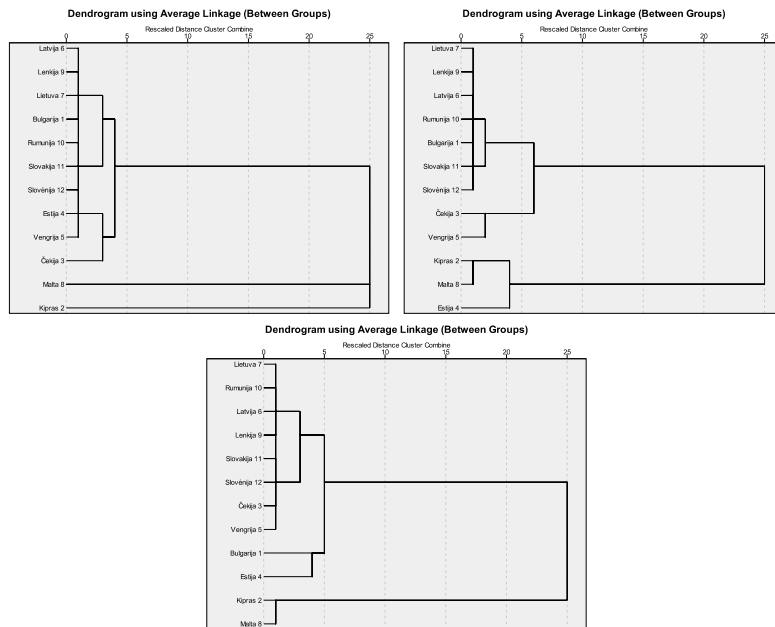 Dendrogram using Average Linkage (Between Groups)
Rescaled Distance Cluster Combine
0 5 10 15 20 25
Latvija 6
Lenkija 9
Lietuva 7
Bulgarija 1
Rumunija 10
Slovakija 11
Slovėnija 12
Estija 4
Vengrija 5
Čekija 3
Malta 8
Kipras 2
Dendrogram using Average Linkage (Between Groups)
Rescaled Distance Cluster Combine
0 5 10 15 20 25
Lietuva 7
Lenkija 9
Latvija 6
Rumunija 10
Bulgarija 1
Slovakija 11
Slovėnija 12
Čekija 3
Vengrija 5
Kipras 2
Malta 8
Estija 4
Dendrogram using Average Linkage (Between Groups)
Rescaled Distance Cluster Combine
0 5 10 15 20 25
Lietuva 7
Rumunija 10
Latvija 6
Lenkija 9
Slovakija 11
Slovėnija 12
Čekija 3
Vengrija 5
Bulgarija 1
Estija 4
Kipras 2
Malta 8